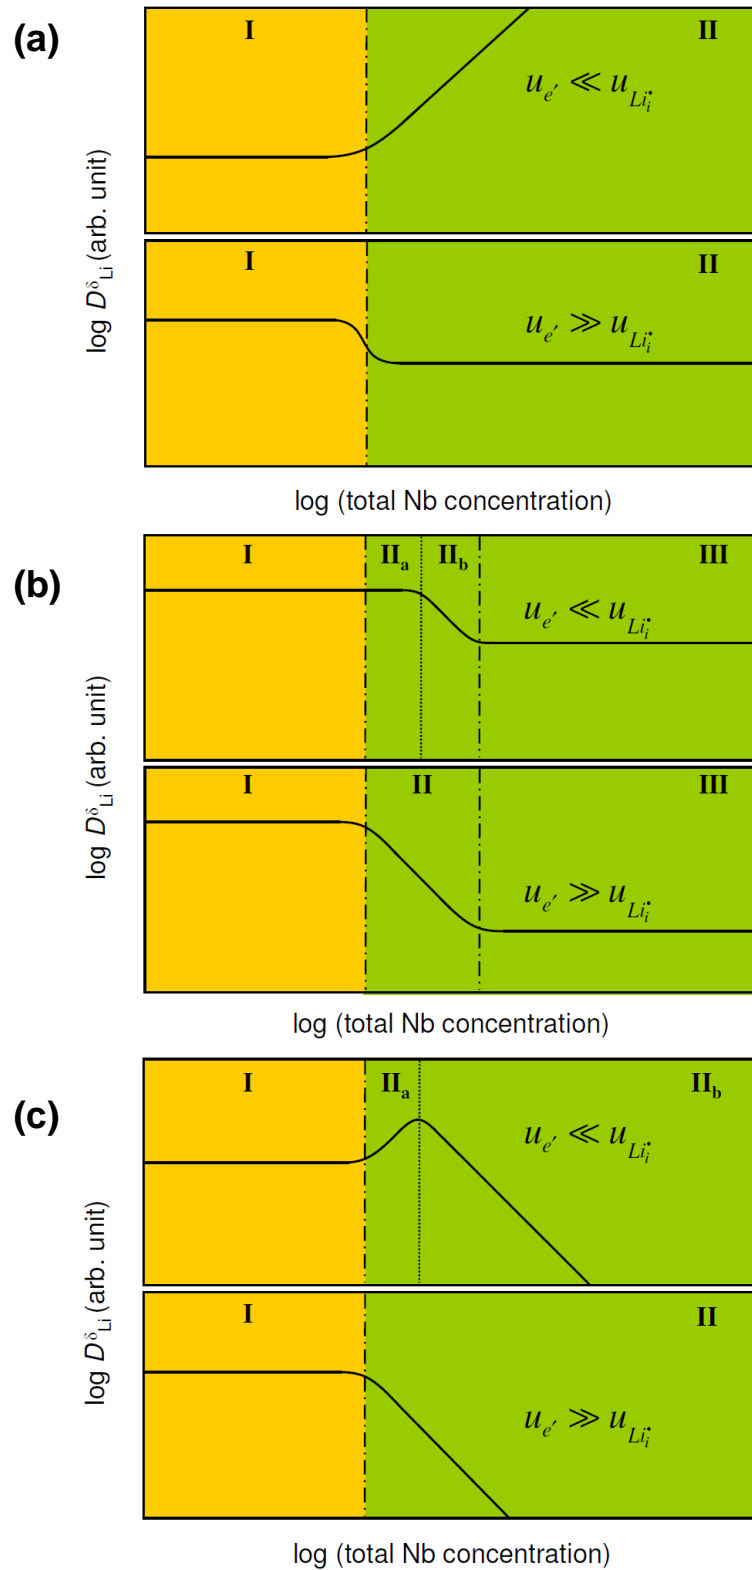 (a)
I II
u_e′ ≪ u_Li_i^•
I II
u_e′ ≫ u_Li_i^•
log D^δ_Li (arb. unit)
log (total Nb concentration)
(b)
I II_a II_b III
u_e′ ≪ u_Li_i^•
I II III
u_e′ ≫ u_Li_i^•
log D^δ_Li (arb. unit)
log (total Nb concentration)
(c)
I II_a II_b
u_e′ ≪ u_Li_i^•
I II
u_e′ ≫ u_Li_i^•
log D^δ_Li (arb. unit)
log (total Nb concentration)